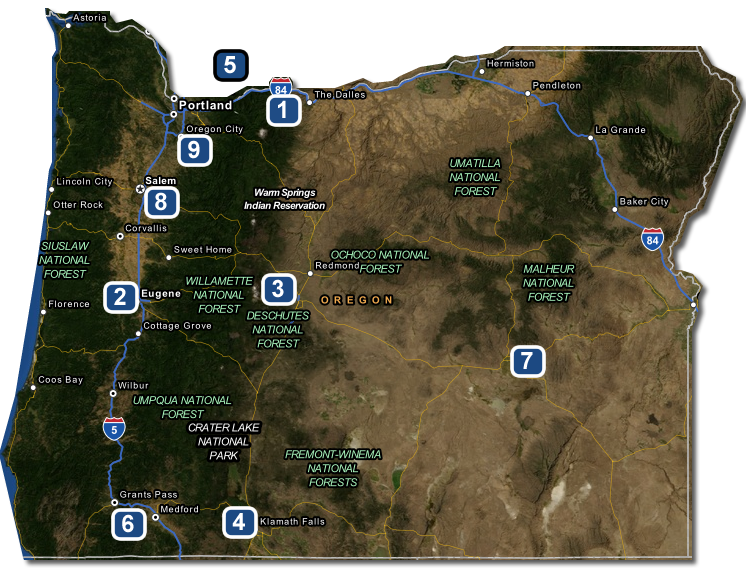 Astoria
5
Hermiston
84
The Dalles
Pendleton
1
Portland
Oregon City
La Grande
9
UMATILLA
NATIONAL
FOREST
Salem
Lincoln City
Warm Springs
Indian Reservation
8
Otter Rock
Baker City
Corvallis
84
SIUSLAW
NATIONAL
FOREST
Sweet Home
OCHOCO NATIONAL
FOREST
Redmond
MALHEUR
NATIONAL
FOREST
WILLAMETTE
NATIONAL
FOREST
3
2
Eugene
OREGON
Florence
DESCHUTES
NATIONAL
FOREST
Cottage Grove
7
Coos Bay
Wilbur
UMPQUA NATIONAL
FOREST
5
CRATER LAKE
NATIONAL
PARK
FREMONT-WINEMA
NATIONAL
FORESTS
Grants Pass
Medford
6
4
Klamath Falls